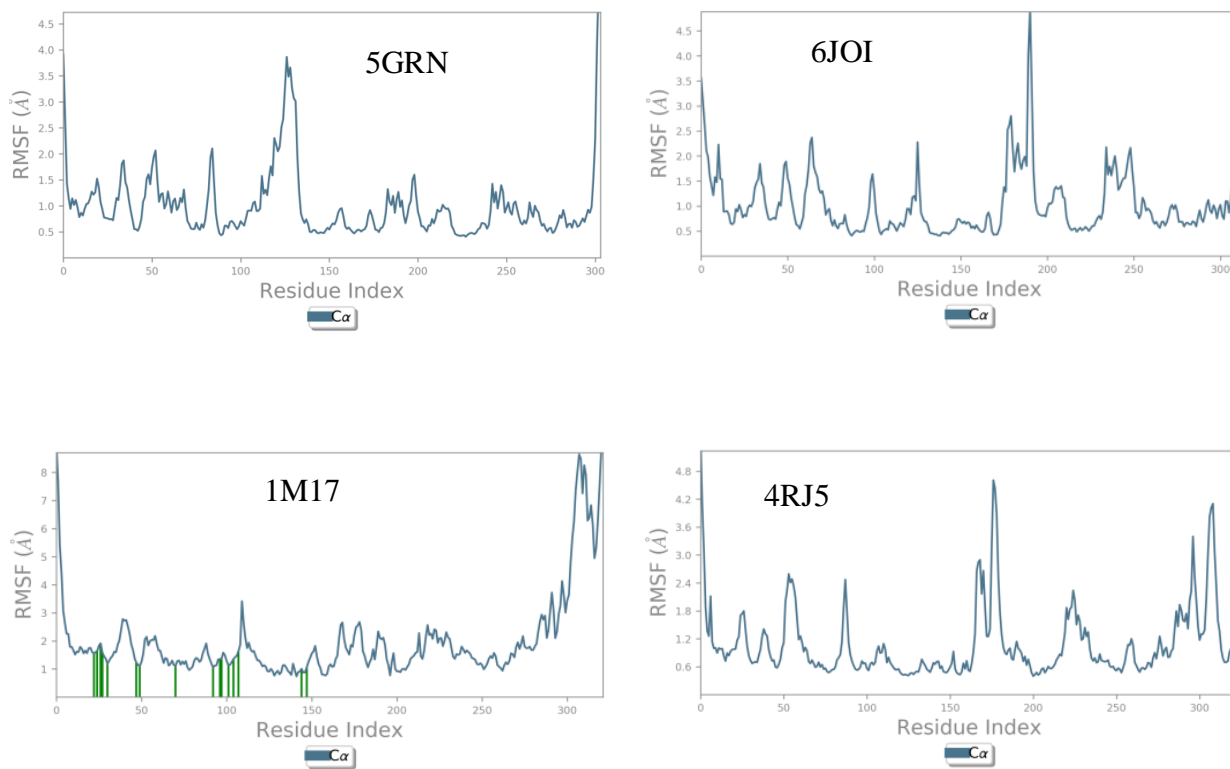 5GRN
RMSF (Å)
4.5
4.0
3.5
3.0
2.5
2.0
1.5
1.0
0.5
0 50 100 150 200 250 300
Residue Index
Cα
6JOI
RMSF (Å)
4.5
4.0
3.5
3.0
2.5
2.0
1.5
1.0
0.5
0 50 100 150 200 250 300
Residue Index
Cα
1M17
RMSF (Å)
8
7
6
5
4
3
2
1
0 50 100 150 200 250 300
Residue Index
Cα
4RJ5
RMSF (Å)
4.8
4.2
3.6
3.0
2.4
1.8
1.2
0.6
0 50 100 150 200 250 300
Residue Index
Cα